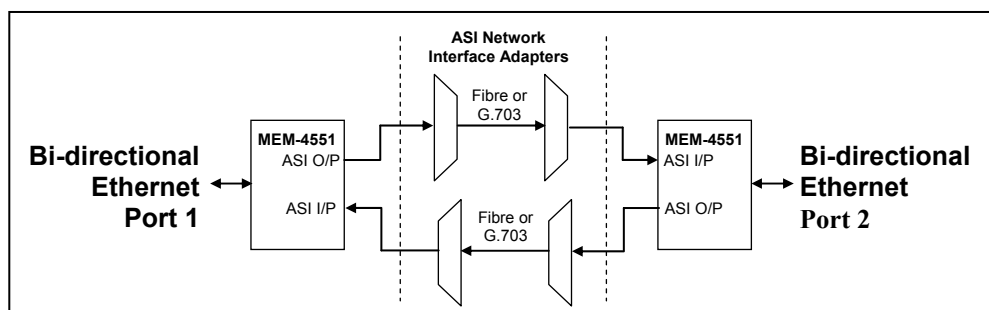 ASI Network
Interface Adapters
Fibre or
G.703
MEM-4551
ASI O/P
ASI I/P
Bi-directional
Ethernet
Port 1
MEM-4551
ASI I/P
ASI O/P
Bi-directional
Ethernet
Port 2
Fibre or
G.703